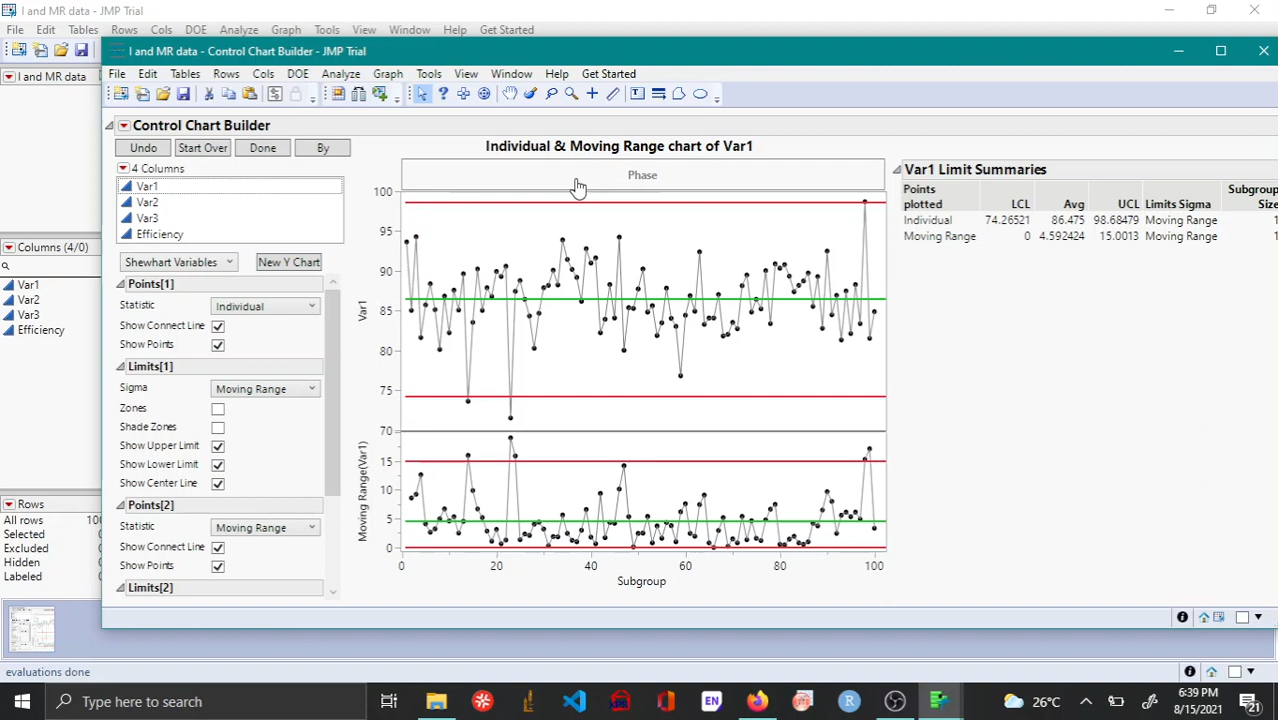 I and MR data - JMP Trial
File Edit Tables Rows Cols DOE Analyze Graph Tools View Window Help Get Started
I and MR data
Columns (4/0)
Var1
Var2
Var3
Efficiency
Rows
All rows 100
Selected 0
Excluded 0
Hidden 0
Labeled 0
evaluations done
I and MR data - Control Chart Builder - JMP Trial
File Edit Tables Rows Cols DOE Analyze Graph Tools View Window Help Get Started
Control Chart Builder
Undo Start Over Done By
4 Columns
Var1
Var2
Var3
Efficiency
Shewhart Variables New Y Chart
Points[1]
Statistic Individual
Show Connect Line
Show Points
Limits[1]
Sigma Moving Range
Zones
Shade Zones
Show Upper Limit
Show Lower Limit
Show Center Line
Points[2]
Statistic Moving Range
Show Connect Line
Show Points
Limits[2]
Individual & Moving Range chart of Var1
Phase
100
95
90
85
80
75
70
Var1
15
10
5
0
Moving Range(Var1)
0 20 40 60 80 100
Subgroup
Var1 Limit Summaries
Points Subgroup
plotted LCL Avg UCL Limits Sigma Size
Individual 74.26521 86.475 98.68479 Moving Range 1
Moving Range 0 4.592424 15.0013 Moving Range 1
Type here to search
EN
R
26°C
6:39 PM
8/15/2021
21